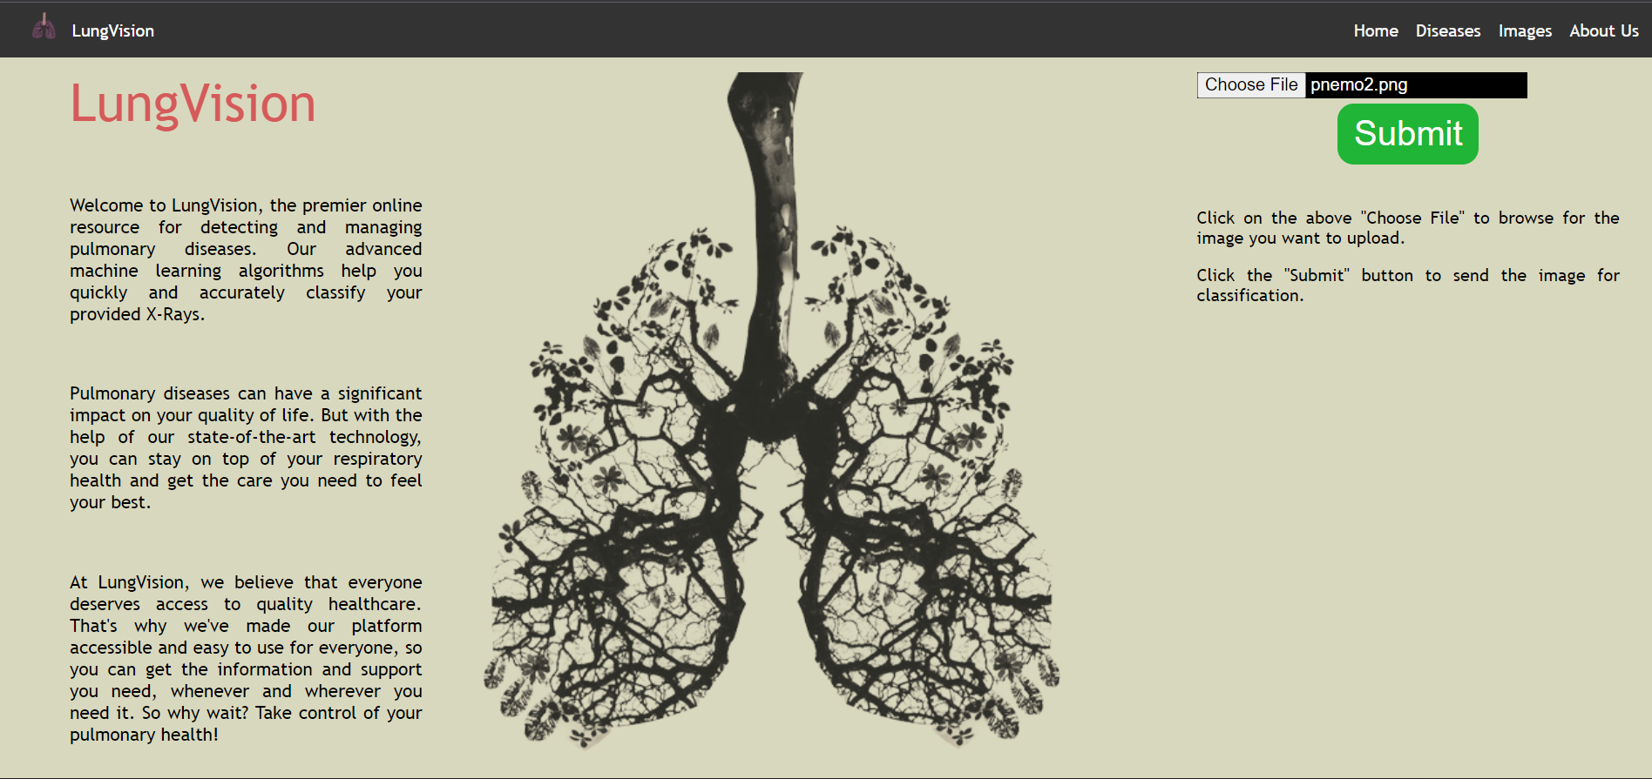 LungVision
Home Diseases Images About Us
LungVision
Welcome to LungVision, the premier online
resource for detecting and managing
pulmonary diseases. Our advanced
machine learning algorithms help you
quickly and accurately classify your
provided X-Rays.
Pulmonary diseases can have a significant
impact on your quality of life. But with the
help of our state-of-the-art technology,
you can stay on top of your respiratory
health and get the care you need to feel
your best.
At LungVision, we believe that everyone
deserves access to quality healthcare.
That's why we've made our platform
accessible and easy to use for everyone, so
you can get the information and support
you need, whenever and wherever you
need it. So why wait? Take control of your
pulmonary health!
Choose File pnemo2.png
Submit
Click on the above "Choose File" to browse for the
image you want to upload.
Click the "Submit" button to send the image for
classification.